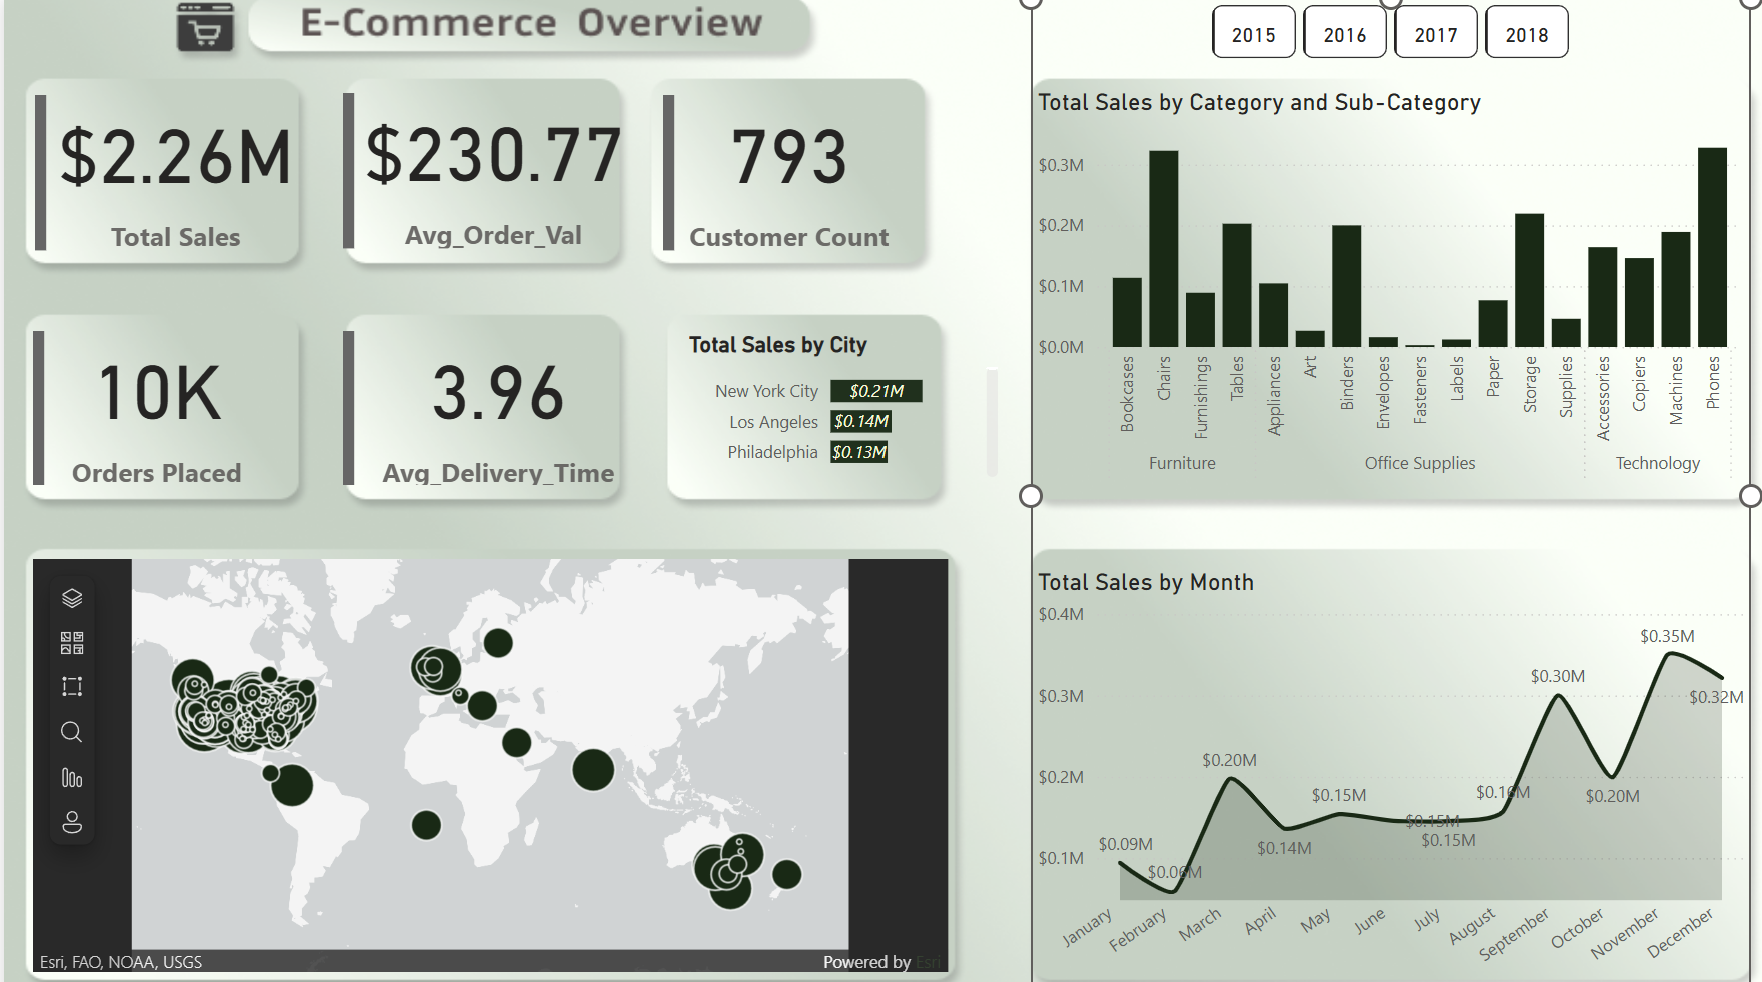 E-Commerce Overview
2015
2016
2017
2018
$2.26M
Total Sales
$230.77
Avg_Order_Val
793
Customer Count
10K
Orders Placed
3.96
Avg_Delivery_Time
Total Sales by City
New York City $0.21M
Los Angeles $0.14M
Philadelphia $0.13M
Esri, FAO, NOAA, USGS
Powered by Esri
Total Sales by Category and Sub-Category
$0.3M
$0.2M
$0.1M
$0.0M
Bookcases
Chairs
Furnishings
Tables
Appliances
Art
Binders
Envelopes
Fasteners
Labels
Paper
Storage
Supplies
Accessories
Copiers
Machines
Phones
Furniture
Office Supplies
Technology
Total Sales by Month
$0.4M
$0.3M
$0.2M
$0.1M
$0.09M
$0.06M
$0.20M
$0.14M
$0.15M
$0.15M
$0.15M
$0.16M
$0.30M
$0.20M
$0.35M
$0.32M
January
February
March
April
May
June
July
August
September
October
November
December